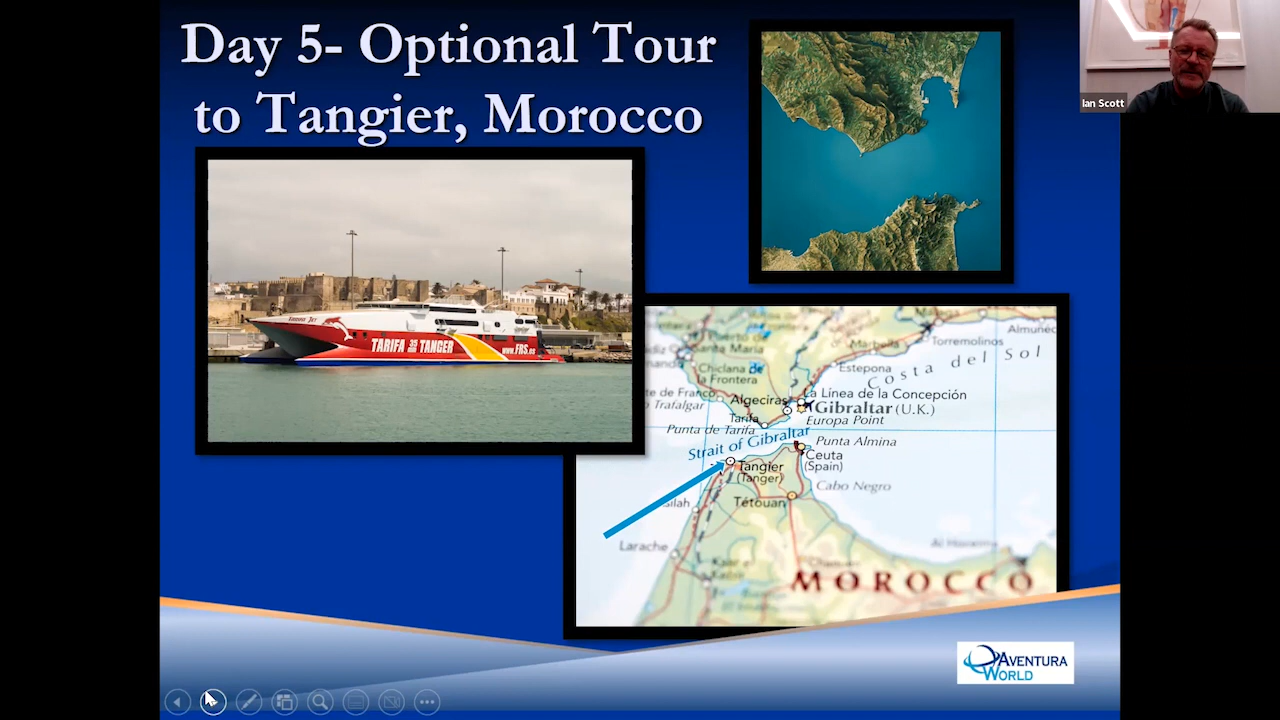 Day 5- Optional Tour
to Tangier, Morocco
Ian Scott
TARIFA 35 TANGER
www.FRS.es
Almuñec
Torremolinos
Marbella
Estepona
Costa del Sol
Chiclana de
la Frontera
Trafalgar
Algeciras
La Línea de la Concepción
Gibraltar (U.K.)
Europa Point
Tarifa
Punta de Tarifa
Strait of Gibraltar
Punta Almina
Ceuta
(Spain)
Tangier
(Tanger)
Cabo Negro
Tétouan
Larache
MOROCCO
AVENTURA
WORLD